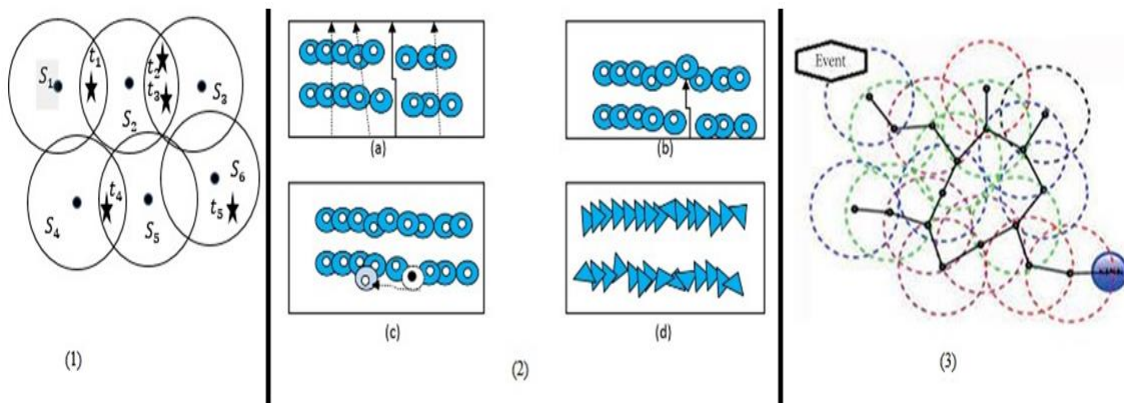 S₁
t₁
S₂
t₂
t₃
S₃
S₄
t₄
S₅
S₆
t₅
(1)
(a)
(b)
(c)
(d)
(2)
Event
(3)